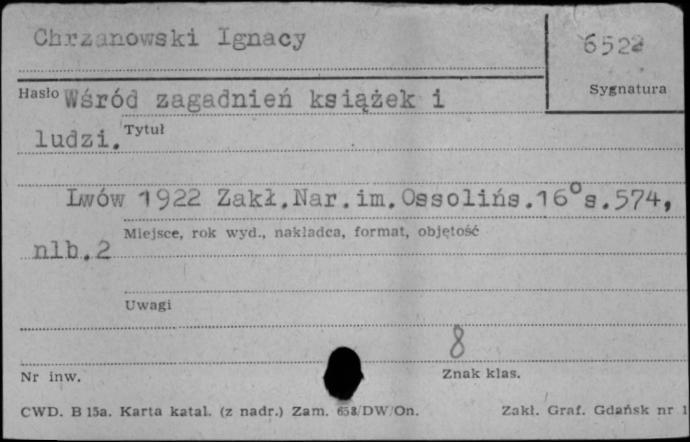 Chrzanowski Ignacy
6522
Sygnatura
Hasło Wśród zagadnień książek i
ludzi. Tytuł
Lwów 1922 Zakł.Nar.im.Ossolińs.16°s.574,
Miejsce, rok wyd., nakładca, format, objętość
nlb.2
Uwagi
8
Nr inw.
Znak klas.
CWD. B 15a. Karta katal. (z nadr.) Zam. 658/DW/On.
Zakł. Graf. Gdańsk nr 1